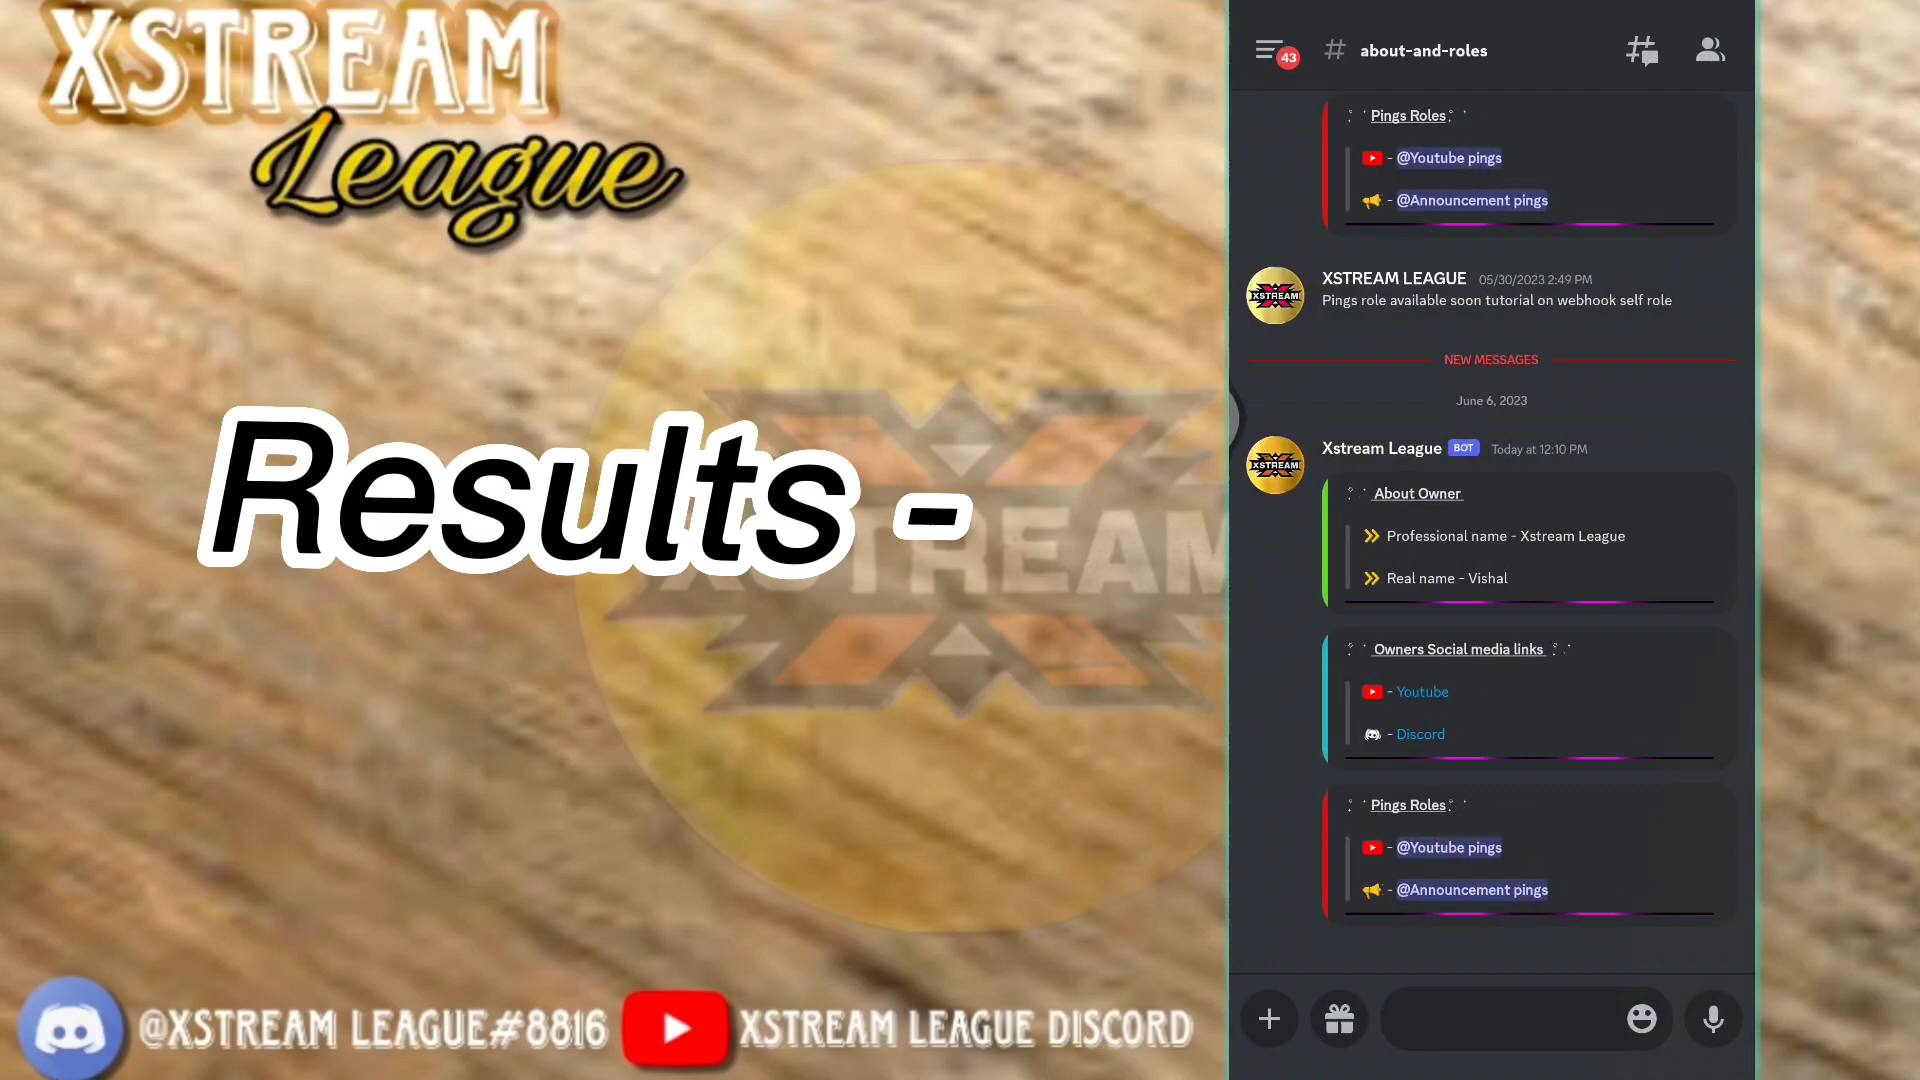 XSTREAM
League
Results -
XSTREAM
@XSTREAM LEAGUE#8816
XSTREAM LEAGUE DISCORD
43
# about-and-roles
Pings Roles
- @Youtube pings
- @Announcement pings
XSTREAM
XSTREAM LEAGUE 05/30/2023 2:49 PM
Pings role available soon tutorial on webhook self role
NEW MESSAGES
June 6, 2023
XSTREAM
Xstream League BOT Today at 12:10 PM
About Owner
Professional name - Xstream League
Real name - Vishal
Owners Social media links
- Youtube
- Discord
Pings Roles
- @Youtube pings
- @Announcement pings